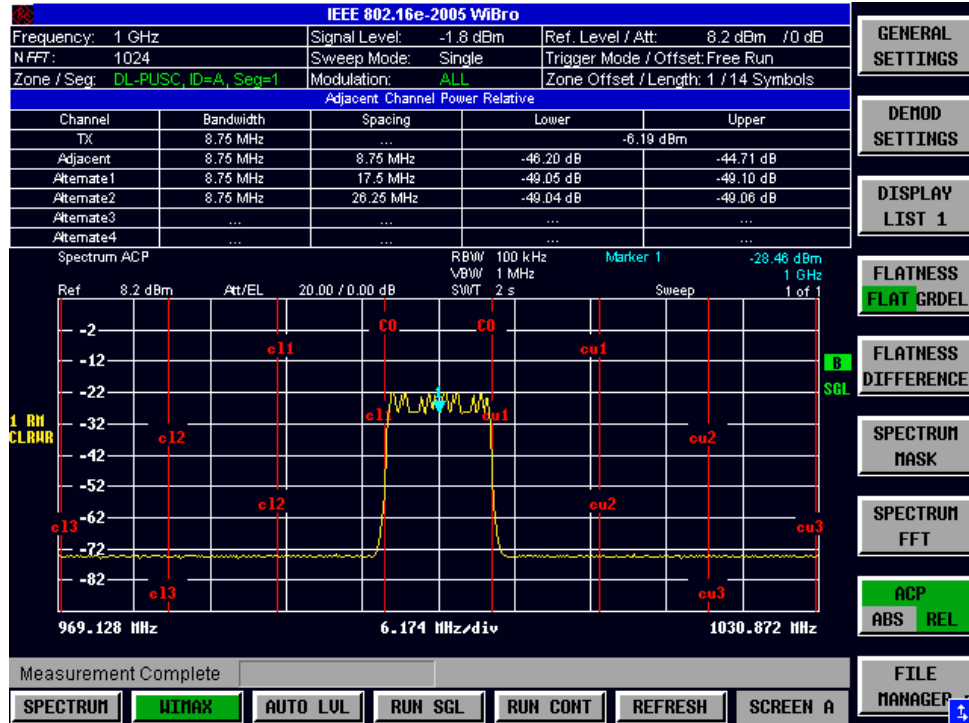 IEEE 802.16e-2005 WiBro
Frequency: 1 GHz Signal Level: -1.8 dBm Ref. Level / Att: 8.2 dBm / 0 dB
NFFT: 1024 Sweep Mode: Single Trigger Mode / Offset: Free Run
Zone / Seg: DL-PUSC, ID=A, Seg=1 Modulation: ALL Zone Offset / Length: 1 / 14 Symbols
Adjacent Channel Power Relative
Channel Bandwidth Spacing Lower Upper
TX 8.75 MHz ... -6.19 dBm
Adjacent 8.75 MHz 8.75 MHz -46.20 dB -44.71 dB
Alternate1 8.75 MHz 17.5 MHz -49.05 dB -49.10 dB
Alternate2 8.75 MHz 26.25 MHz -49.04 dB -49.06 dB
Alternate3 ... ... ... ...
Alternate4 ... ... ... ...
Spectrum ACP RBW 100 kHz Marker 1 -28.46 dBm
VBW 1 MHz 1 GHz
Ref 8.2 dBm Att/EL 20.00 / 0.00 dB SWT 2 s Sweep 1 of 1
-2 C0 C0
cl1 cu1
-12 B
-22 SGL
1
cl1 cu1
1 RM -32
CLRWR cl2 cu2
-42
-52
cl2 cu2
cl3 -62 cu3
-72
-82
cl3 cu3
969.128 MHz 6.174 MHz/div 1030.872 MHz
Measurement Complete
SPECTRUM WIMAX AUTO LVL RUN SGL RUN CONT REFRESH SCREEN A
GENERAL
SETTINGS
DEMOD
SETTINGS
DISPLAY
LIST 1
FLATNESS
FLAT GRDEL
FLATNESS
DIFFERENCE
SPECTRUM
MASK
SPECTRUM
FFT
ACP
ABS REL
FILE
MANAGER